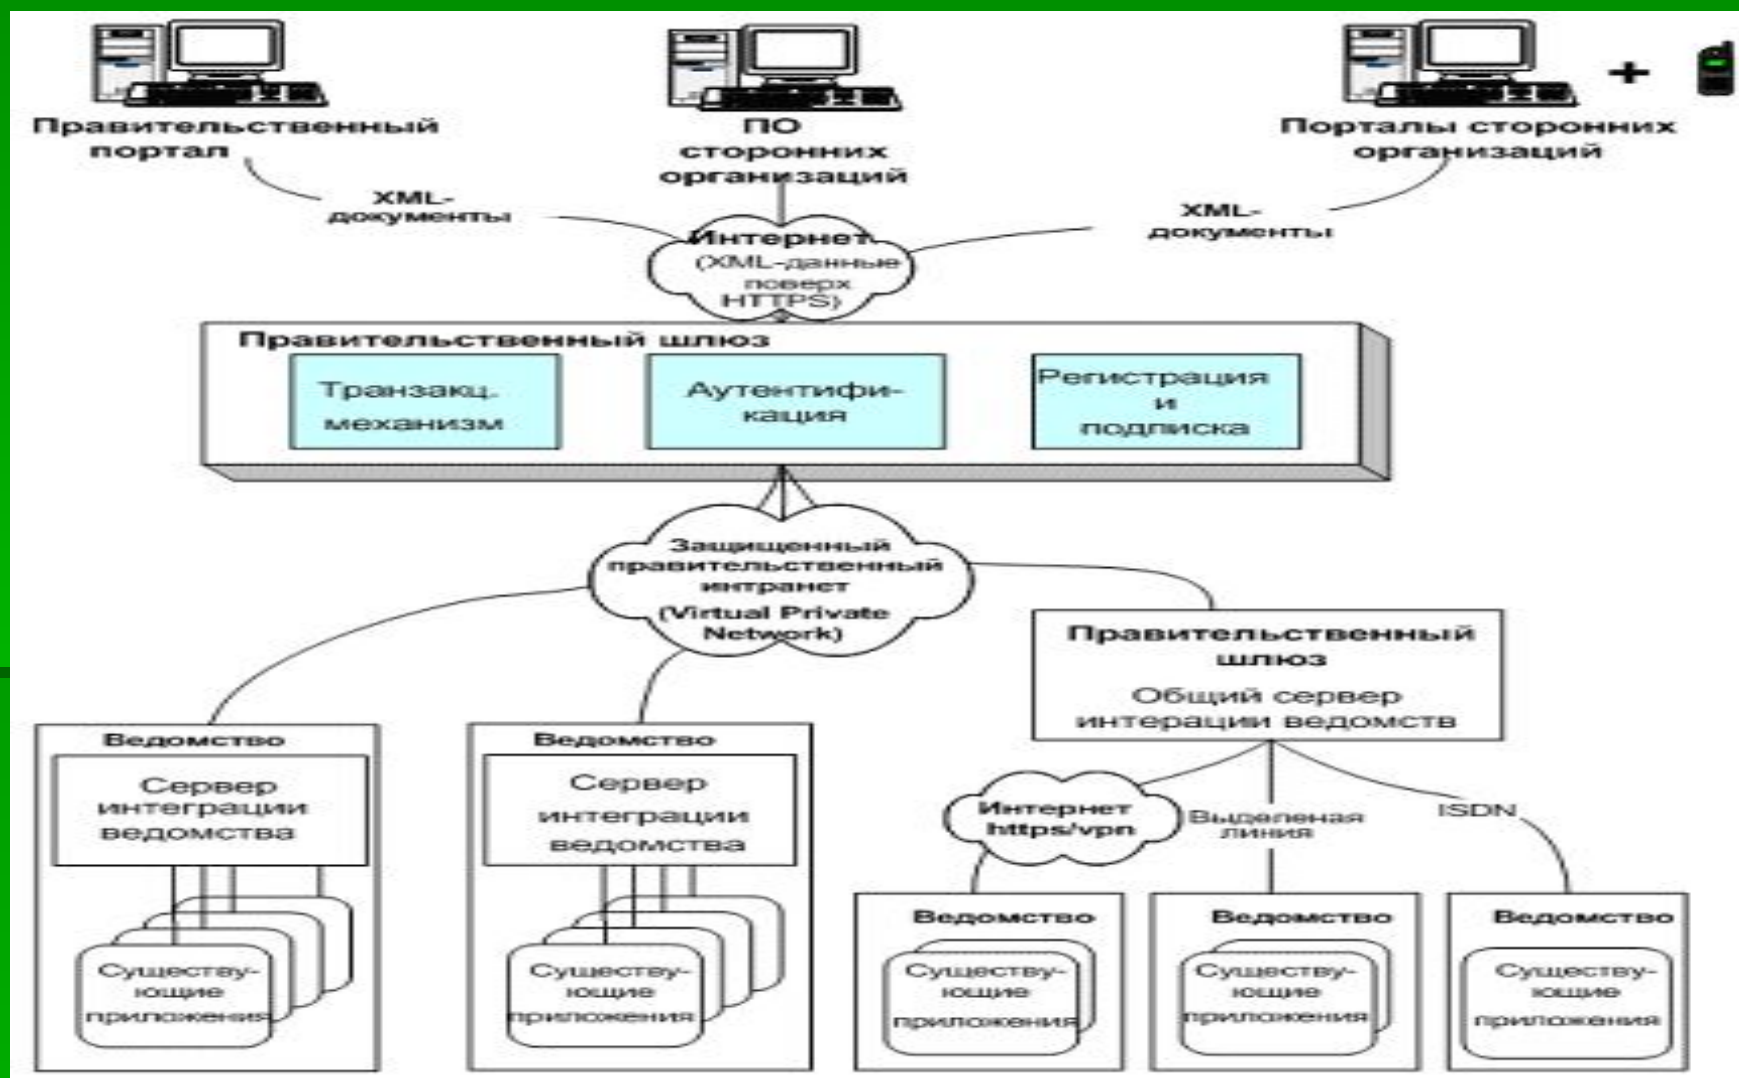 Правительственный
портал
ПО
сторонних
организаций
+
Порталы сторонних
организаций
XML-
документы
XML-
документы
Интернет
(XML-данные
поверх
HTTPS)
Правительственный шлюз
Транзакц.
механизм
Аутентифи-
кация
Регистрация
и
подписка
Защищенный
правительственный
интранет
(Virtual Private
Network)
Правительственный
шлюз
Общий сервер
интерации ведомств
Ведомство
Сервер
интеграции
ведомства
Существу-
ющие
приложения
Ведомство
Сервер
интеграции
ведомства
Существу-
ющие
приложения
Интернет
https/vpn
Выделеная
линия
ISDN
Ведомство
Существу-
ющие
приложения
Ведомство
Существу-
ющие
приложения
Ведомство
Существу-
ющие
приложения